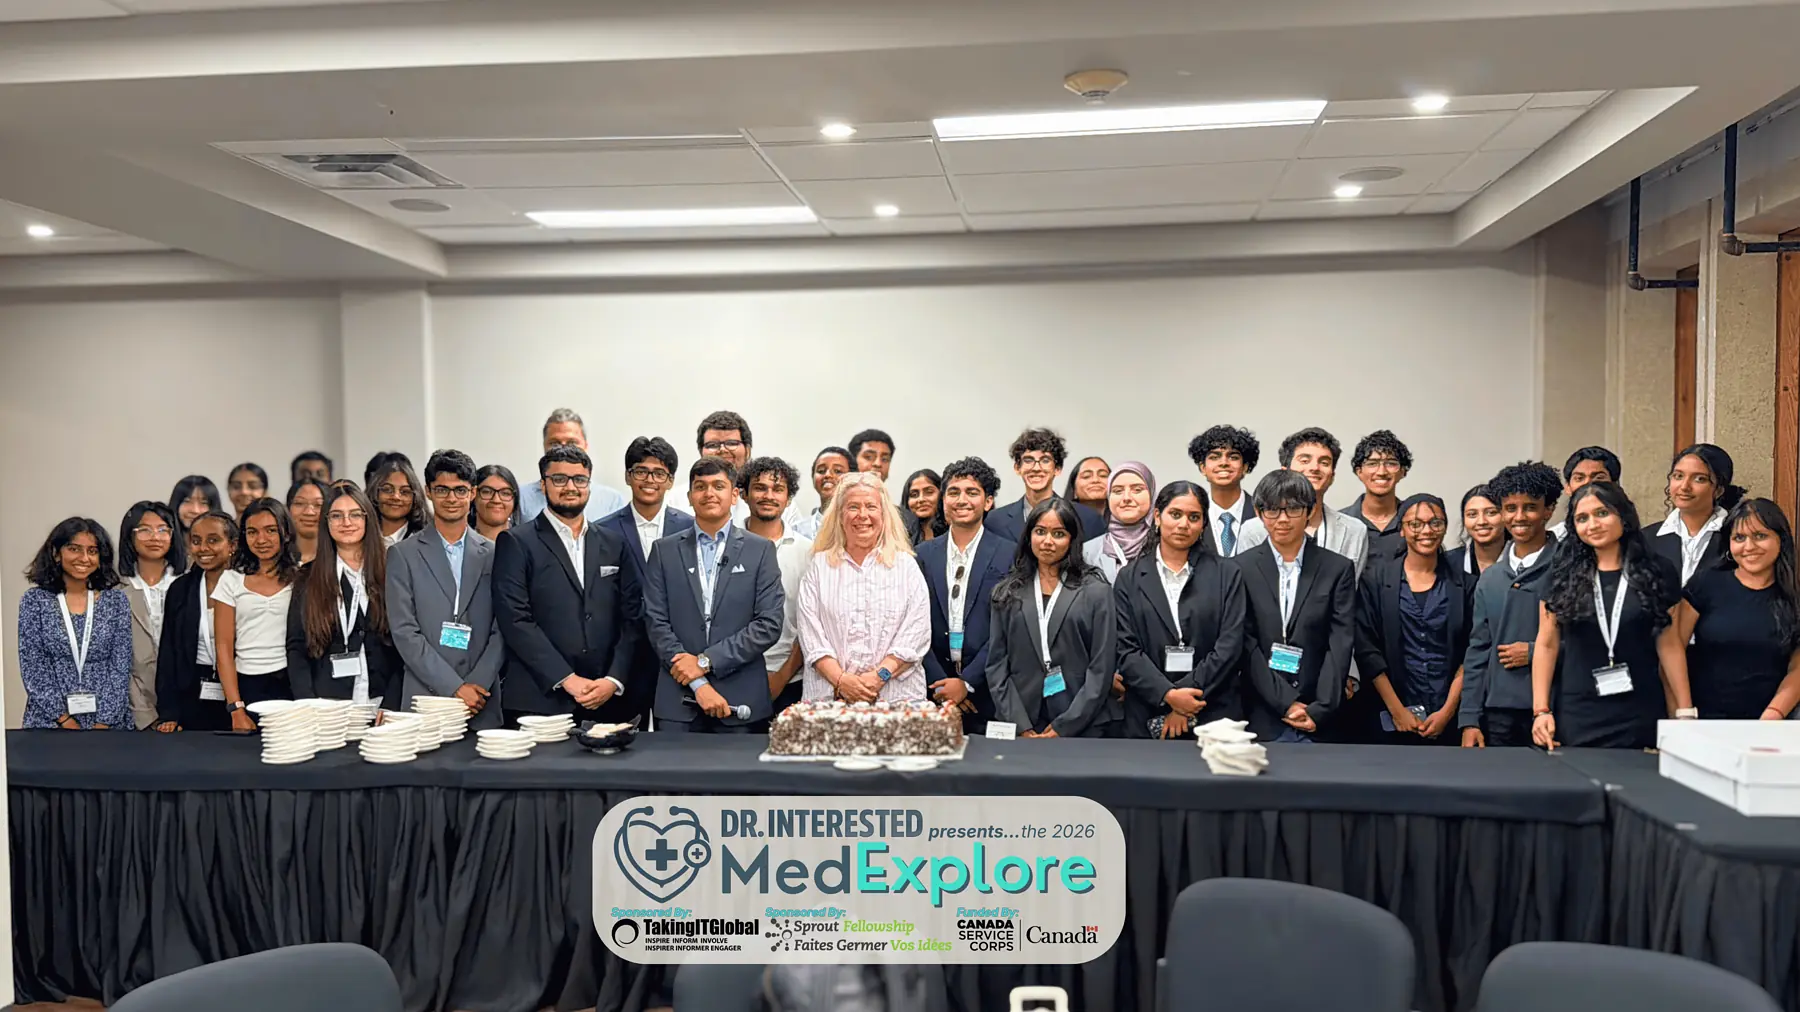 DR. INTERESTED presents...the 2026
MedExplore
Sponsored By:
TakingITGlobal
INSPIRE INFORM INVOLVE
INSPIRER INFORMER ENGAGER
Sponsored By:
Sprout Fellowship
Faites Germer Vos Idées
Funded By:
CANADA
SERVICE
CORPS
Canada